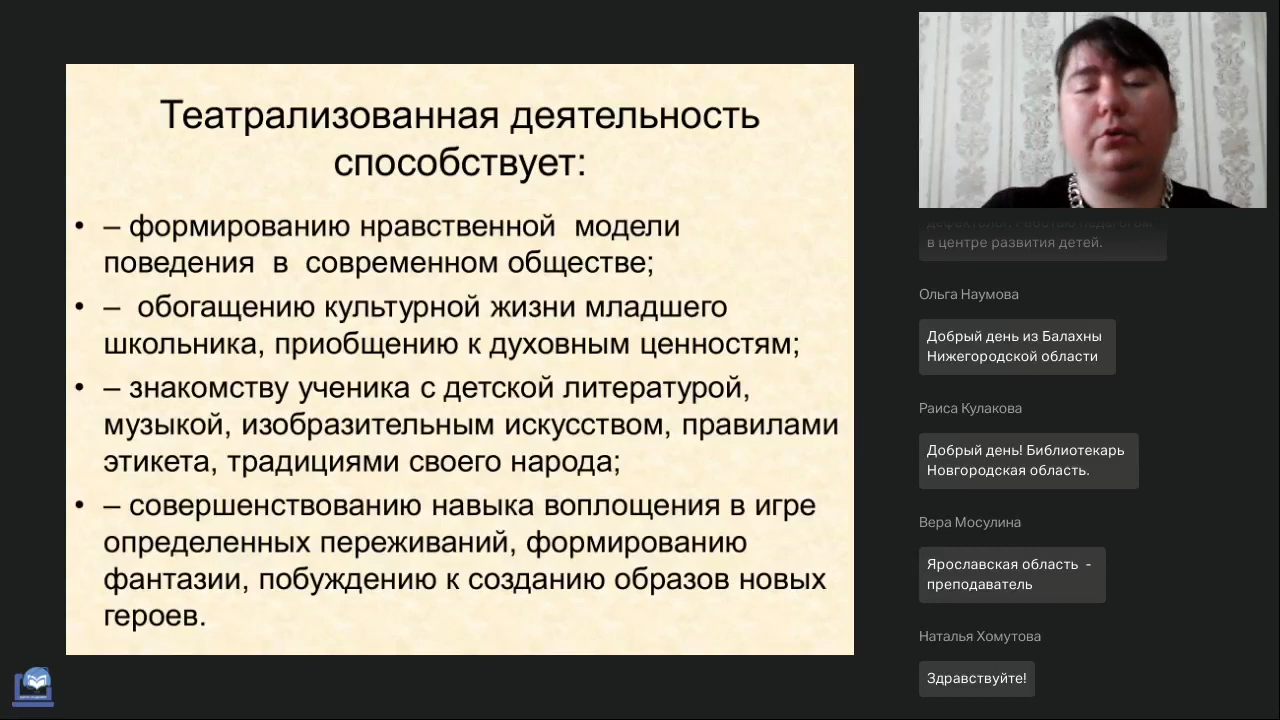 Театрализованная деятельность
способствует:
• – формированию нравственной модели
поведения в современном обществе;
• – обогащению культурной жизни младшего
школьника, приобщению к духовным ценностям;
• – знакомству ученика с детской литературой,
музыкой, изобразительным искусством, правилами
этикета, традициями своего народа;
• – совершенствованию навыка воплощения в игре
определенных переживаний, формированию
фантазии, побуждению к созданию образов новых
героев.
в центре развития детей.
Ольга Наумова
Добрый день из Балахны
Нижегородской области
Раиса Кулакова
Добрый день! Библиотекарь
Новгородская область.
Вера Мосулина
Ярославская область -
преподаватель
Наталья Хомутова
Здравствуйте!